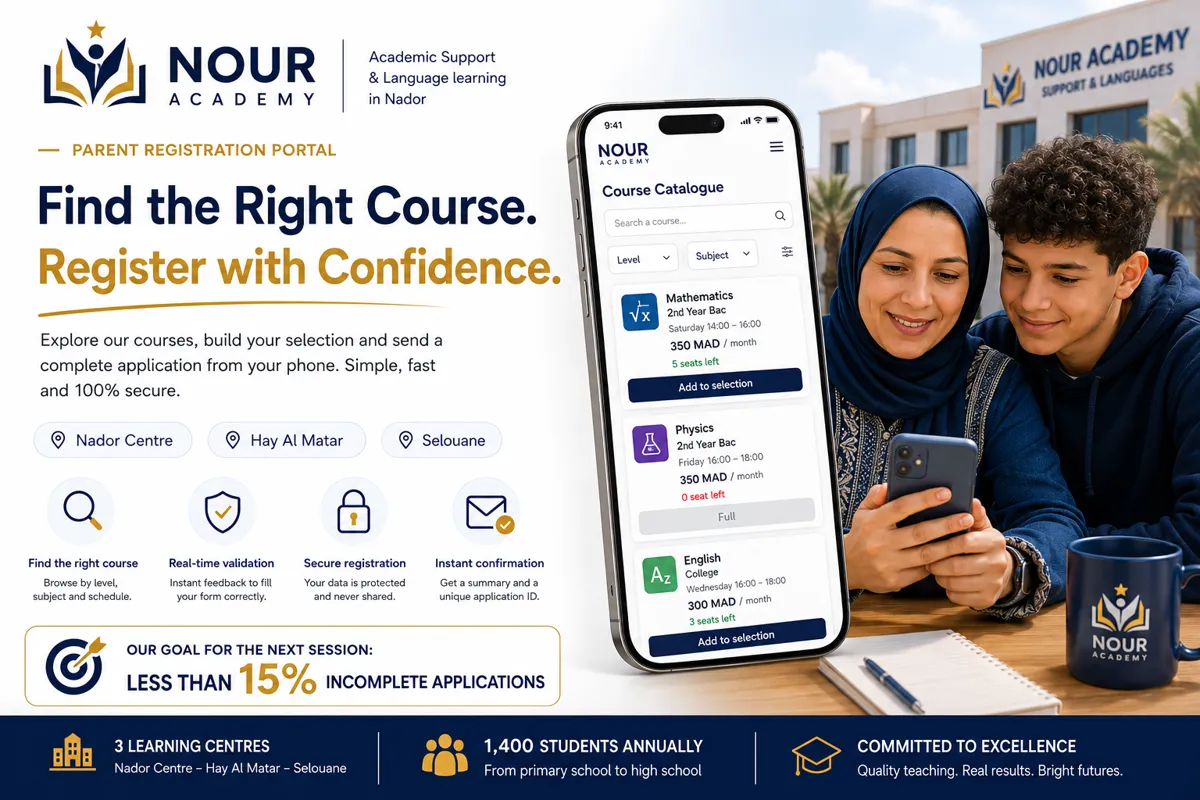 NOUR
ACADEMY
Academic Support
& Language learning
in Nador
PARENT REGISTRATION PORTAL
Find the Right Course.
Register with Confidence.
Explore our courses, build your selection and send a
complete application from your phone. Simple, fast
and 100% secure.
Nador Centre
Hay Al Matar
Selouane
Find the right course
Browse by level,
subject and schedule.
Real-time validation
Instant feedback to fill
your form correctly.
Secure registration
Your data is protected
and never shared.
Instant confirmation
Get a summary and a
unique application ID.
OUR GOAL FOR THE NEXT SESSION:
LESS THAN 15% INCOMPLETE APPLICATIONS
9:41
NOUR
ACADEMY
Course Catalogue
Search a course...
Level
Subject
√x
Mathematics
2nd Year Bac
Saturday 14:00 – 16:00
350 MAD / month
5 seats left
Add to selection
Physics
2nd Year Bac
Friday 16:00 – 18:00
350 MAD / month
0 seat left
Full
Az
English
College
Wednesday 16:00 – 18:00
300 MAD / month
3 seats left
Add to selection
NOUR ACADEMY
SUPPORT & LANGUAGES
NOUR
ACADEMY
3 LEARNING CENTRES
Nador Centre – Hay Al Matar – Selouane
1,400 STUDENTS ANNUALLY
From primary school to high school
COMMITTED TO EXCELLENCE
Quality teaching. Real results. Bright futures.